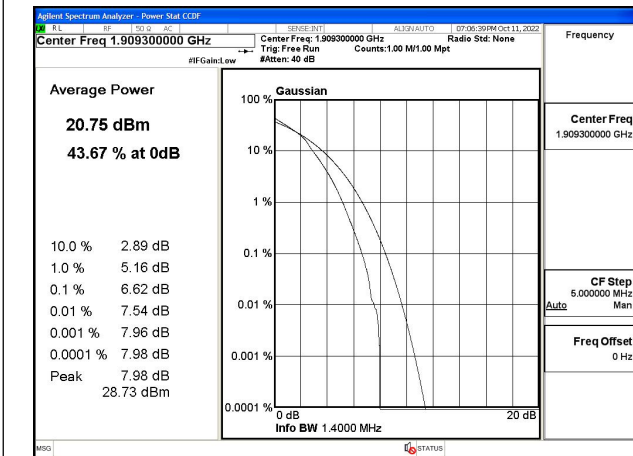 Agilent Spectrum Analyzer - Power Stat CCDF
RL RF 50 Ω AC SENSE:INT ALIGNAUTO 07:06:39PM Oct 11, 2022
Center Freq 1.909300000 GHz
Center Freq: 1.909300000 GHz Radio Std: None
Trig: Free Run Counts:1.00 M/1.00 Mpt
#IFGain:Low #Atten: 40 dB
Frequency
Average Power
20.75 dBm
43.67 % at 0dB
10.0 % 2.89 dB
1.0 % 5.16 dB
0.1 % 6.62 dB
0.01 % 7.54 dB
0.001 % 7.96 dB
0.0001 % 7.98 dB
Peak 7.98 dB
28.73 dBm
Gaussian
100 %
10 %
1 %
0.1 %
0.01 %
0.001 %
0.0001 %
0 dB 20 dB
Info BW 1.4000 MHz
Center Freq
1.909300000 GHz
CF Step
5.000000 MHz
Auto Man
Freq Offset
0 Hz
MSG STATUS